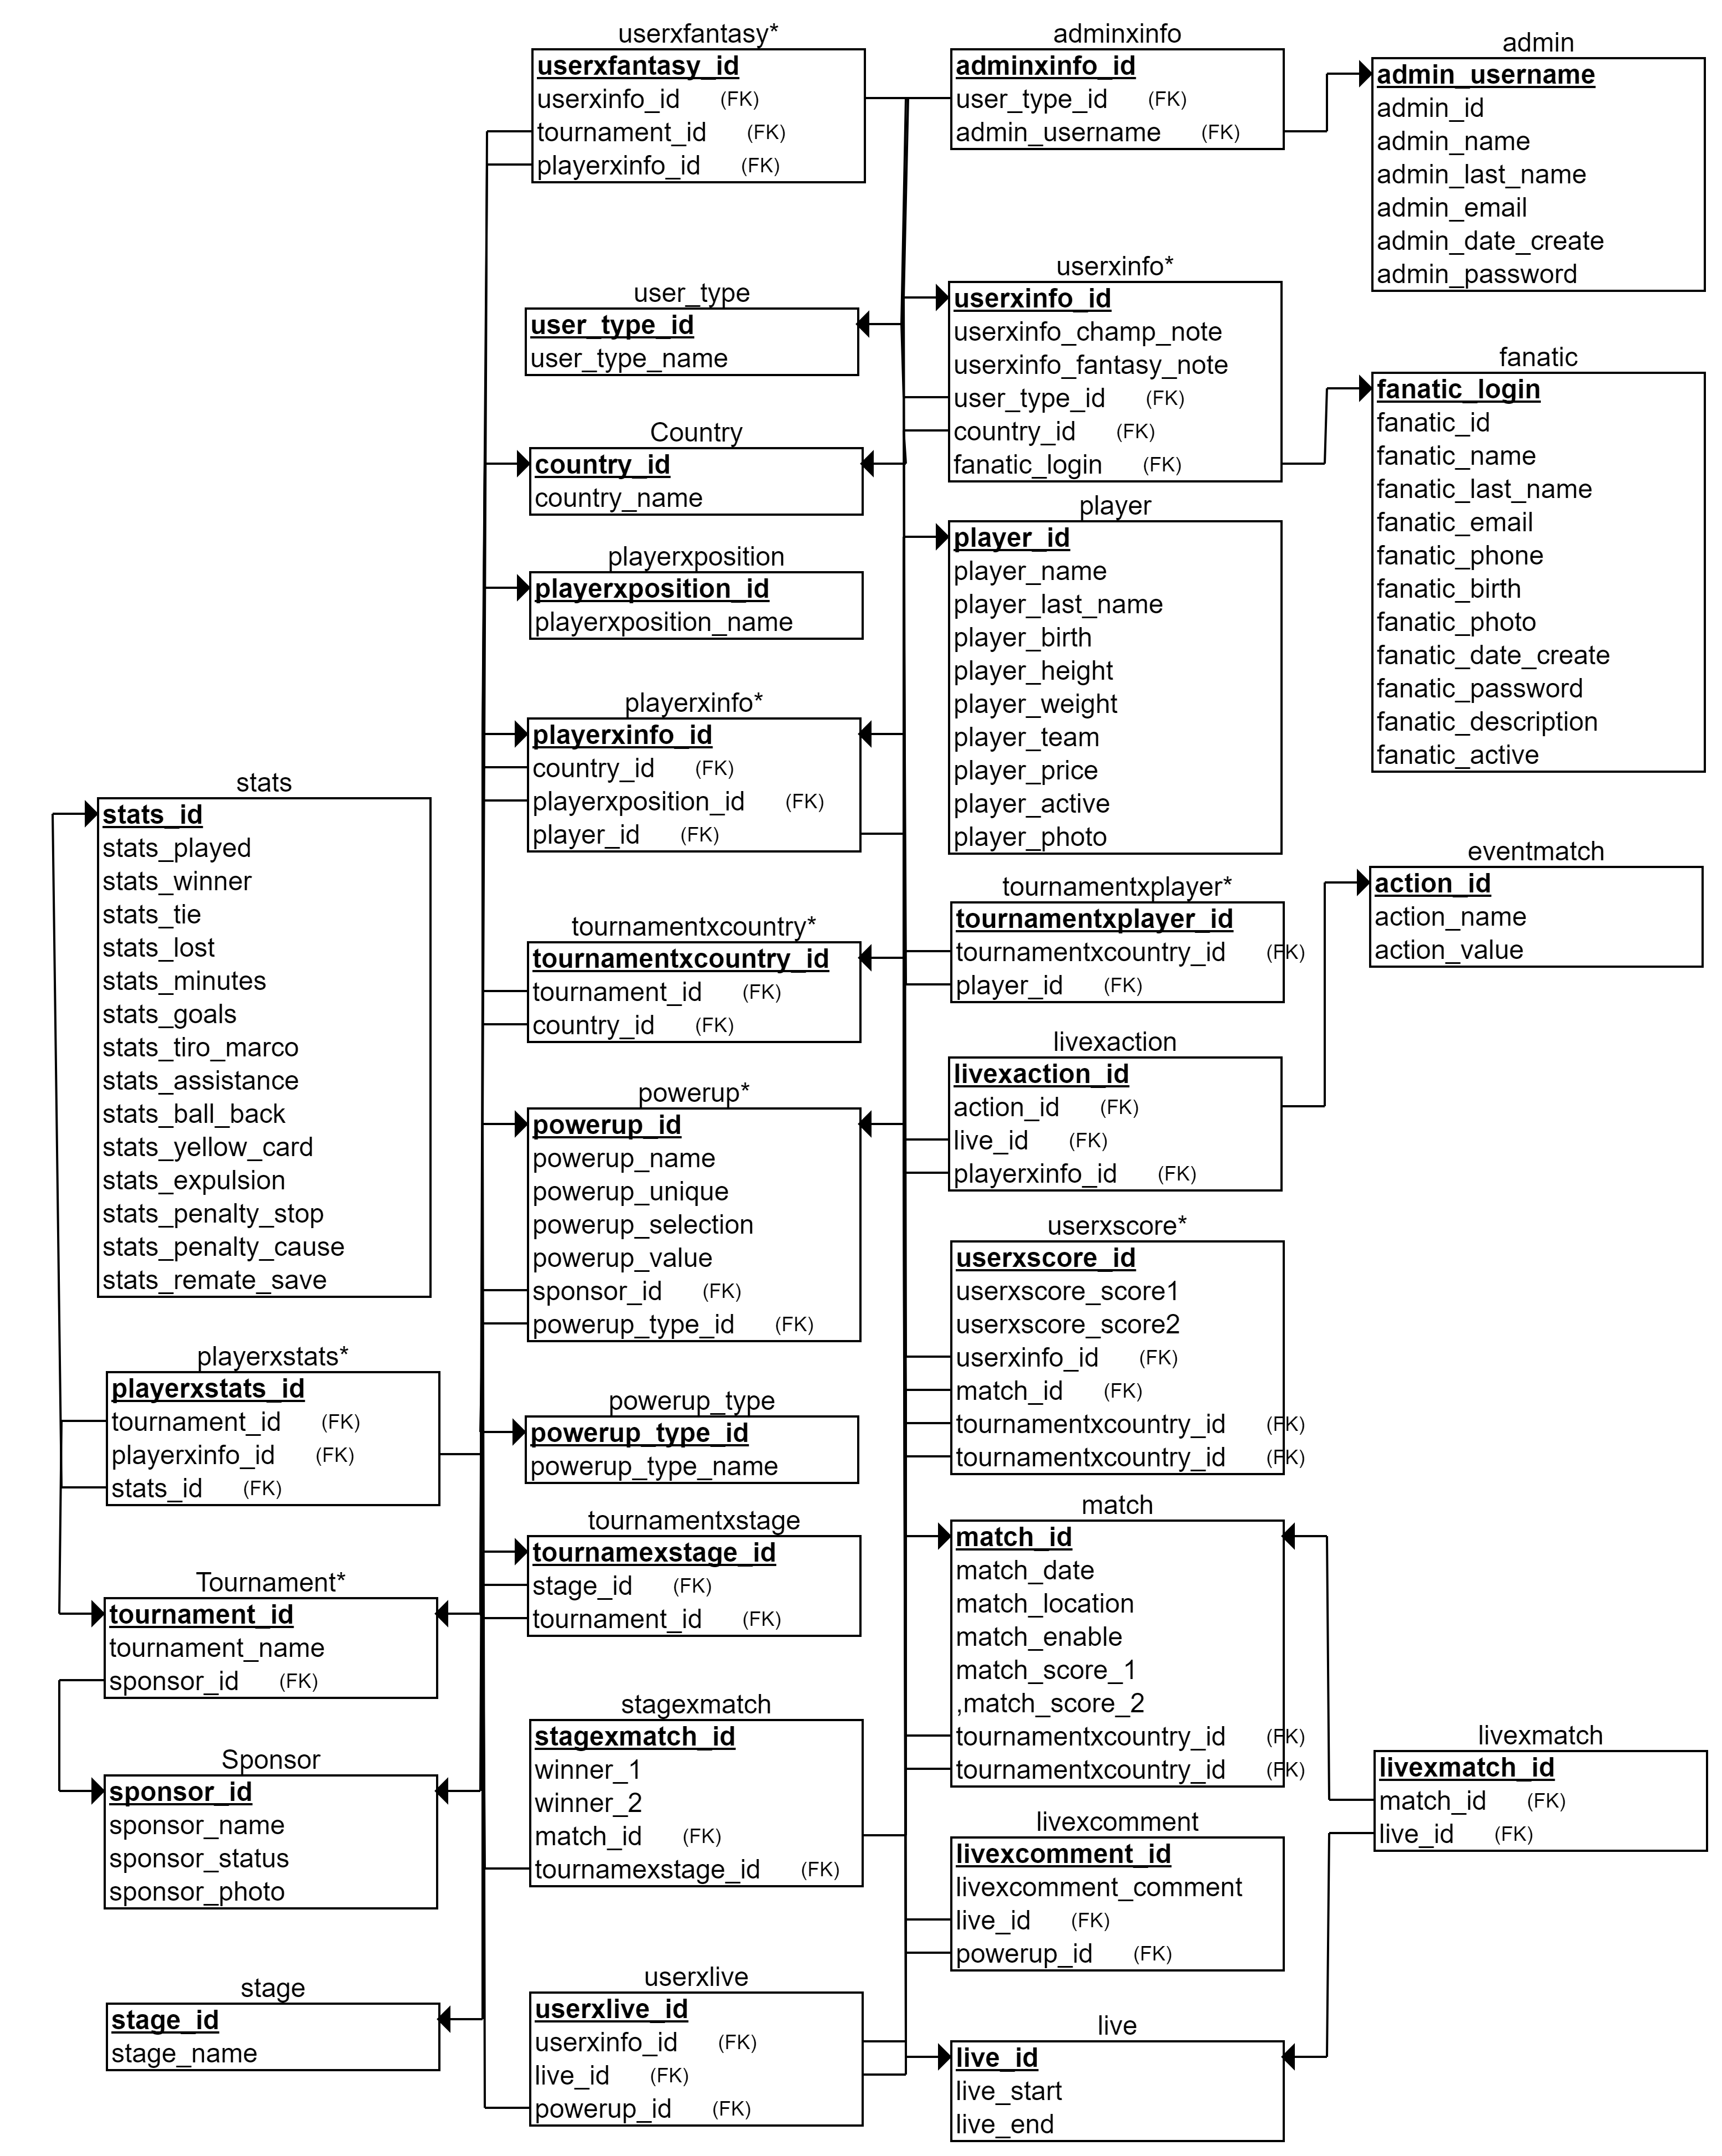 userxfantasy*
userxfantasy_id
userxinfo_id (FK)
tournament_id (FK)
playerxinfo_id (FK)
adminxinfo
adminxinfo_id
user_type_id (FK)
admin_username (FK)
admin
admin_username
admin_id
admin_name
admin_last_name
admin_email
admin_date_create
admin_password
user_type
user_type_id
user_type_name
userxinfo*
userxinfo_id
userxinfo_champ_note
userxinfo_fantasy_note
user_type_id (FK)
country_id (FK)
fanatic_login (FK)
fanatic
fanatic_login
fanatic_id
fanatic_name
fanatic_last_name
fanatic_email
fanatic_phone
fanatic_birth
fanatic_photo
fanatic_date_create
fanatic_password
fanatic_description
fanatic_active
Country
country_id
country_name
playerxposition
playerxposition_id
playerxposition_name
player
player_id
player_name
player_last_name
player_birth
player_height
player_weight
player_team
player_price
player_active
player_photo
playerxinfo*
playerxinfo_id
country_id (FK)
playerxposition_id (FK)
player_id (FK)
stats
stats_id
stats_played
stats_winner
stats_tie
stats_lost
stats_minutes
stats_goals
stats_tiro_marco
stats_assistance
stats_ball_back
stats_yellow_card
stats_expulsion
stats_penalty_stop
stats_penalty_cause
stats_remate_save
tournamentxcountry*
tournamentxcountry_id
tournament_id (FK)
country_id (FK)
tournamentxplayer*
tournamentxplayer_id
tournamentxcountry_id (FK)
player_id (FK)
eventmatch
action_id
action_name
action_value
livexaction
livexaction_id
action_id (FK)
live_id (FK)
playerxinfo_id (FK)
powerup*
powerup_id
powerup_name
powerup_unique
powerup_selection
powerup_value
sponsor_id (FK)
powerup_type_id (FK)
userxscore*
userxscore_id
userxscore_score1
userxscore_score2
userxinfo_id (FK)
match_id (FK)
tournamentxcountry_id (FK)
tournamentxcountry_id (FK)
playerxstats*
playerxstats_id
tournament_id (FK)
playerxinfo_id (FK)
stats_id (FK)
powerup_type
powerup_type_id
powerup_type_name
tournamentxstage
tournamexstage_id
stage_id (FK)
tournament_id (FK)
match
match_id
match_date
match_location
match_enable
match_score_1
,match_score_2
tournamentxcountry_id (FK)
tournamentxcountry_id (FK)
Tournament*
tournament_id
tournament_name
sponsor_id (FK)
stagexmatch
stagexmatch_id
winner_1
winner_2
match_id (FK)
tournamexstage_id (FK)
livexmatch
livexmatch_id
match_id (FK)
live_id (FK)
Sponsor
sponsor_id
sponsor_name
sponsor_status
sponsor_photo
livexcomment
livexcomment_id
livexcomment_comment
live_id (FK)
powerup_id (FK)
stage
stage_id
stage_name
userxlive
userxlive_id
userxinfo_id (FK)
live_id (FK)
powerup_id (FK)
live
live_id
live_start
live_end